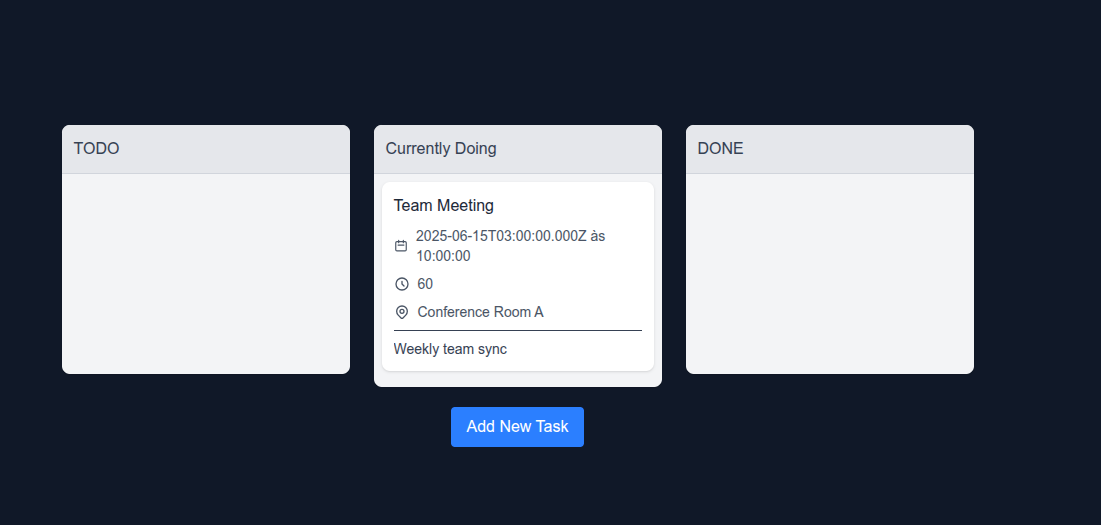 TODO
Currently Doing
Team Meeting
2025-06-15T03:00:00.000Z às
10:00:00
60
Conference Room A
Weekly team sync
DONE
Add New Task